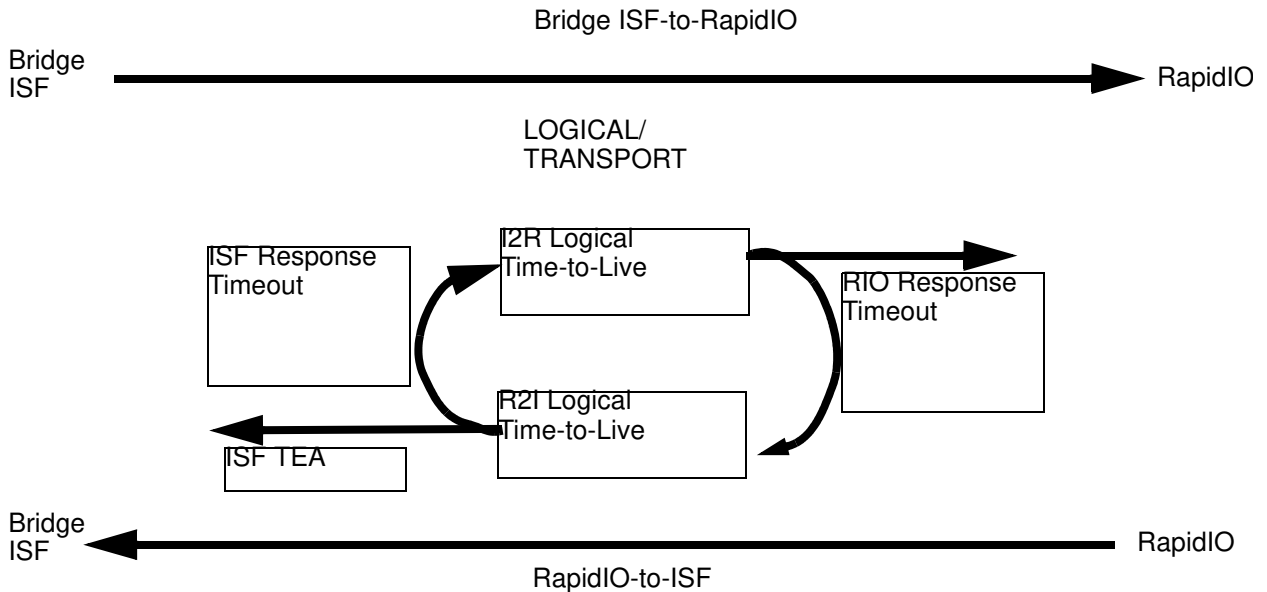 Bridge ISF-to-RapidIO
Bridge
ISF
RapidIO
LOGICAL/
TRANSPORT
ISF Response
Timeout
I2R Logical
Time-to-Live
RIO Response
Timeout
R2I Logical
Time-to-Live
ISF TEA
Bridge
ISF
RapidIO
RapidIO-to-ISF